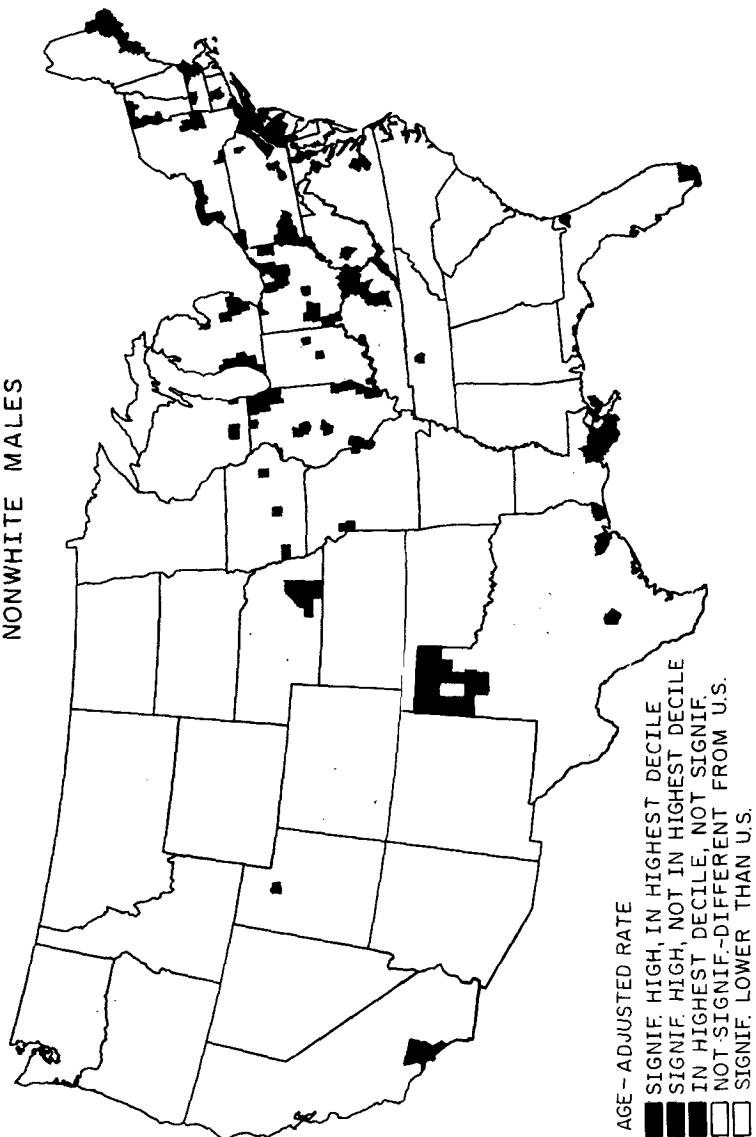 NONWHITE MALES
AGE-ADJUSTED RATE
SIGNIF. HIGH, IN HIGHEST DECILE
SIGNIF. HIGH, NOT IN HIGHEST DECILE
IN HIGHEST DECILE, NOT SIGNIF.
NOT SIGNIF. DIFFERENT FROM U.S.
SIGNIF. LOWER THAN U.S.